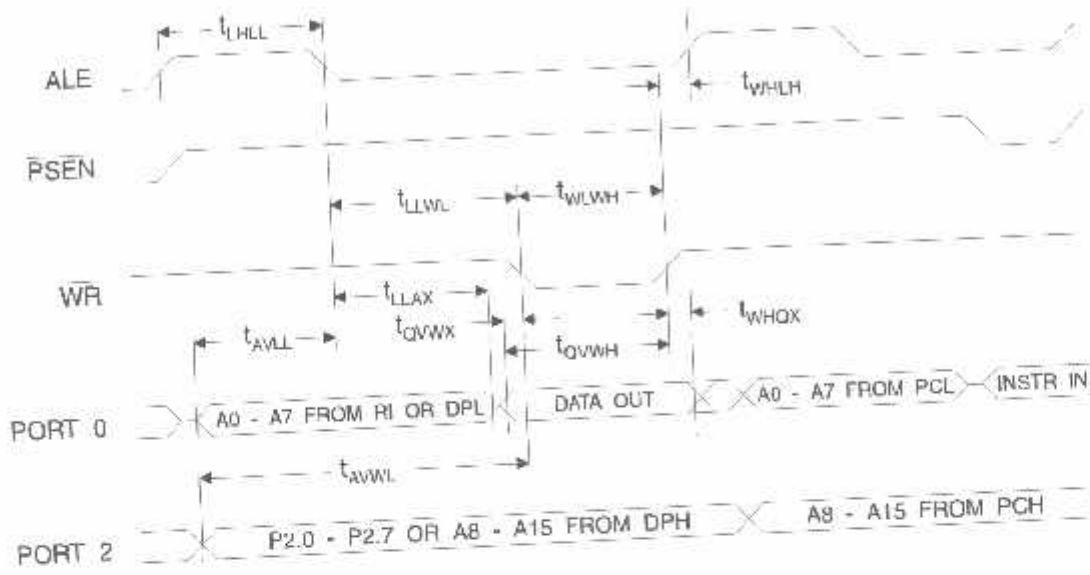 tLHLL
ALE
tWHLH
PSEN
tLLWL
tWLWH
WR
tLLAX
tQVWX
tWHQX
tAVLL
tQVWH
PORT 0
A0 - A7 FROM RI OR DPL
DATA OUT
A0 - A7 FROM PCL
INSTR IN
tAVWL
PORT 2
P2.0 - P2.7 OR A8 - A15 FROM DPH
A8 - A15 FROM PCH